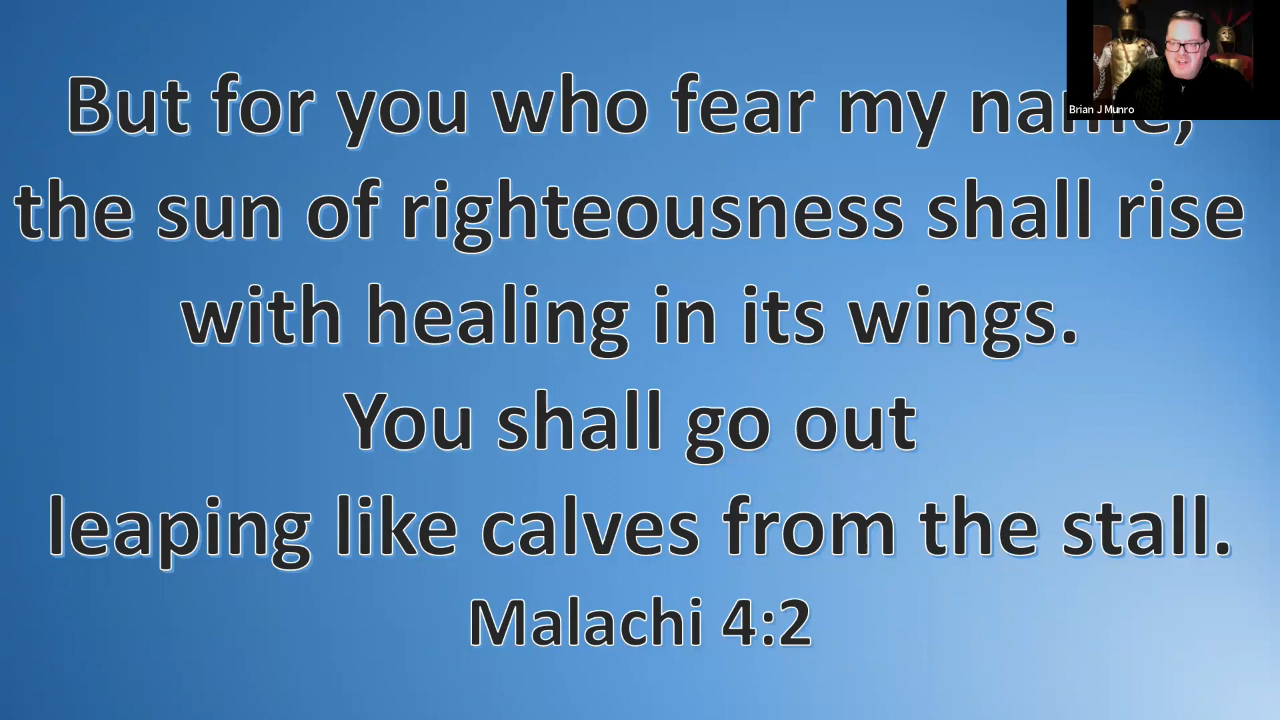 But for you who fear my name,
the sun of righteousness shall rise
with healing in its wings.
You shall go out
leaping like calves from the stall.
Malachi 4:2
Brian J Munro